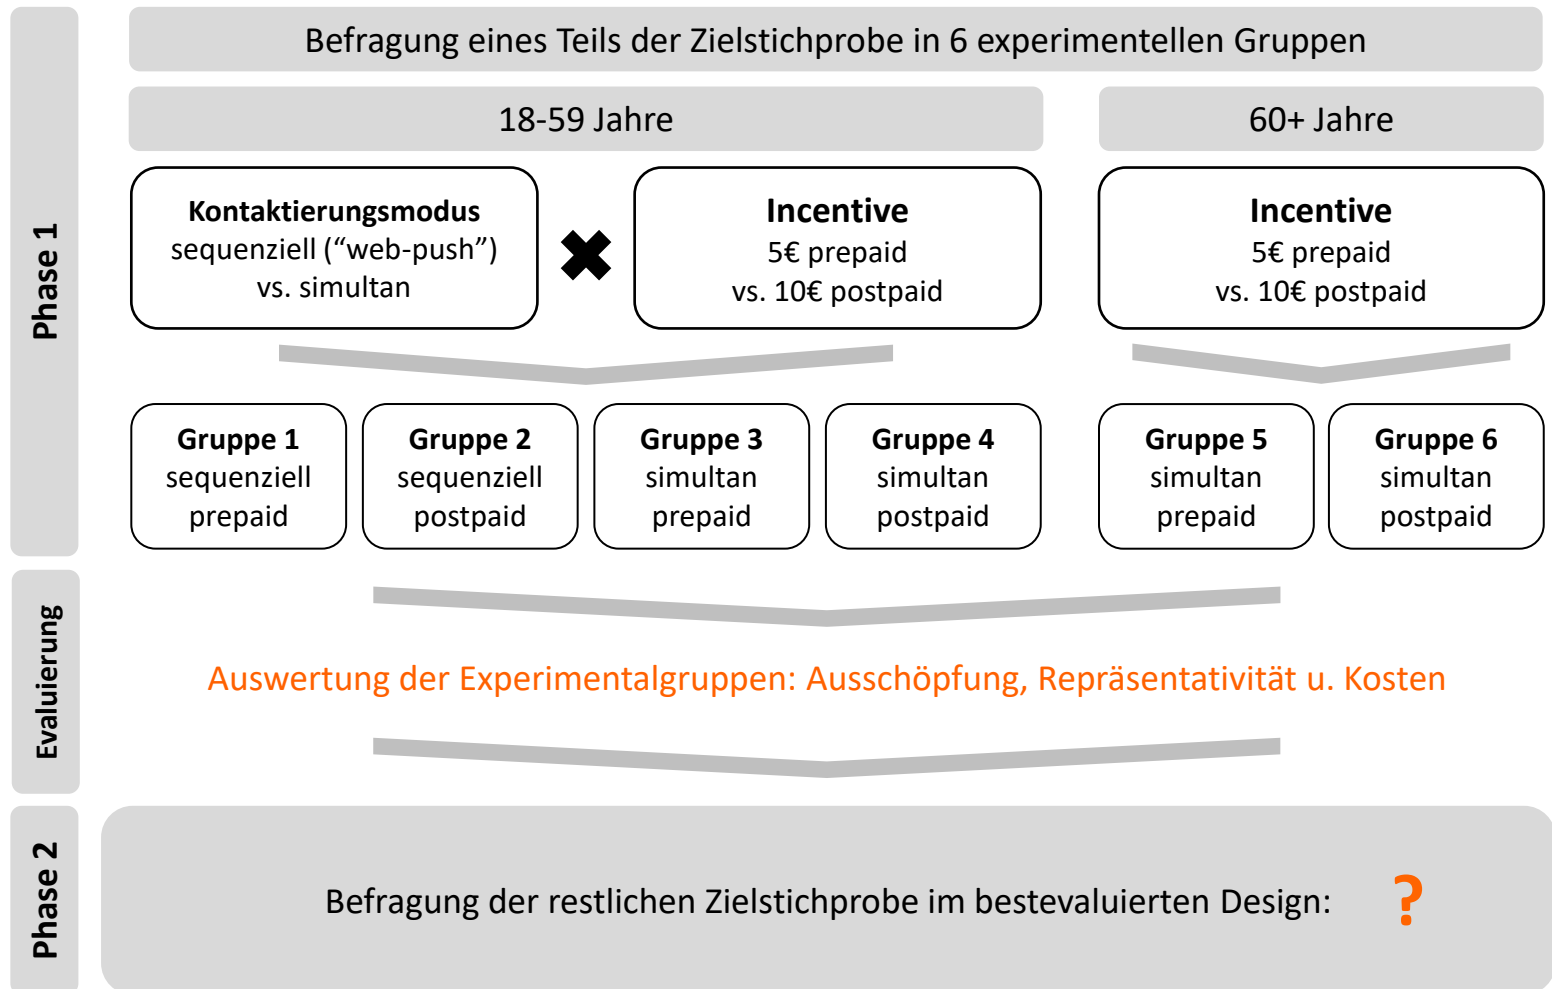 Phase 1
Befragung eines Teils der Zielstichprobe in 6 experimentellen Gruppen
18-59 Jahre
60+ Jahre
Kontaktierungsmodus
sequenziell (“web-push”)
vs. simultan
Incentive
5€ prepaid
vs. 10€ postpaid
Incentive
5€ prepaid
vs. 10€ postpaid
Gruppe 1
sequenziell
prepaid
Gruppe 2
sequenziell
postpaid
Gruppe 3
simultan
prepaid
Gruppe 4
simultan
postpaid
Gruppe 5
simultan
prepaid
Gruppe 6
simultan
postpaid
Evaluierung
Auswertung der Experimentalgruppen: Ausschöpfung, Repräsentativität u. Kosten
Phase 2
Befragung der restlichen Zielstichprobe im bestevaluierten Design: ?